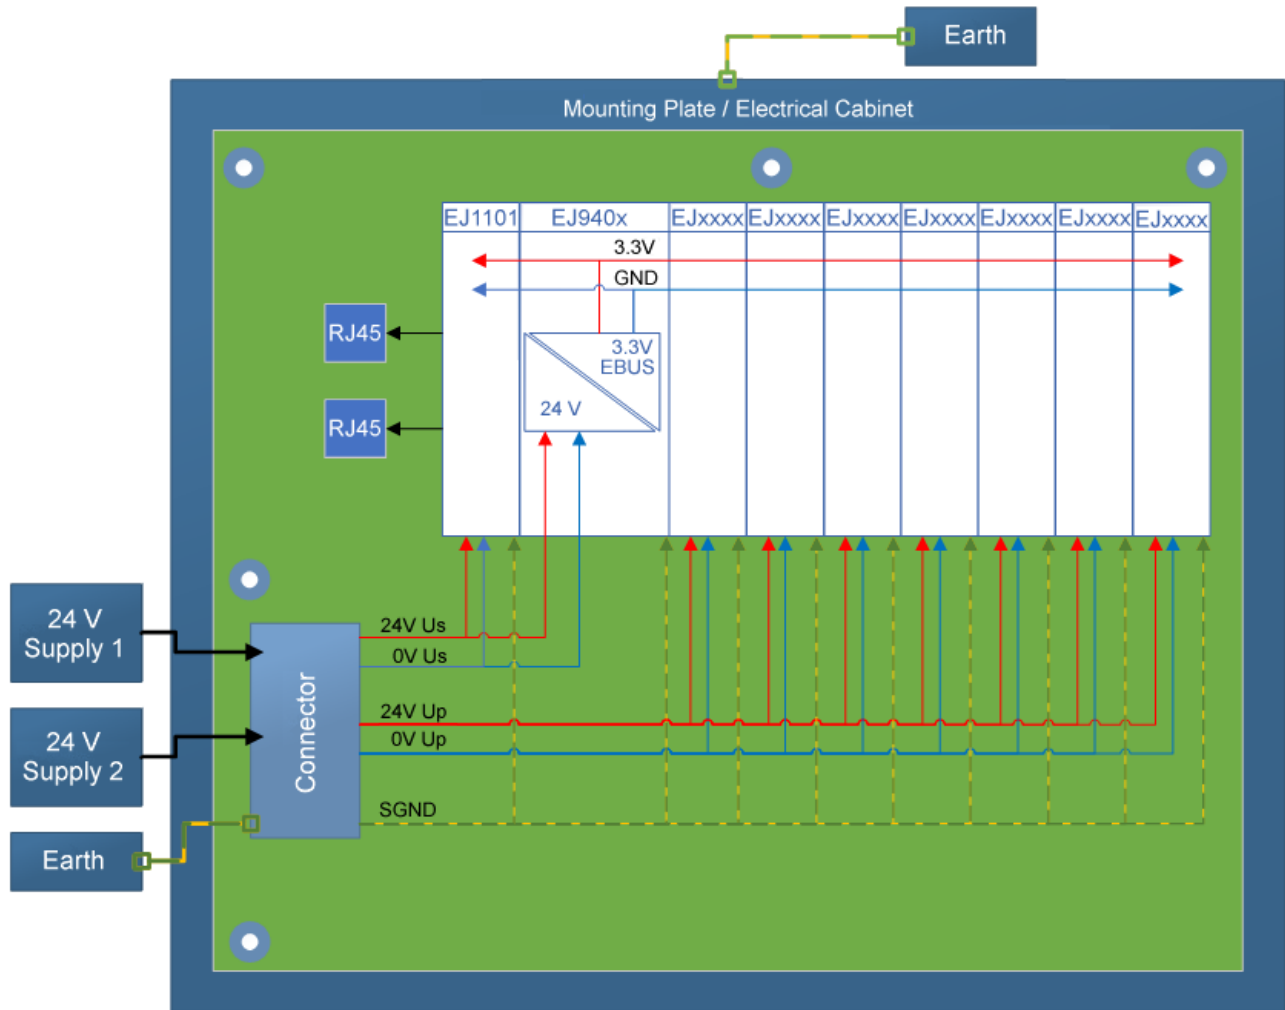 Earth
Mounting Plate / Electrical Cabinet
EJ1101 EJ940x EJxxxx EJxxxx EJxxxx EJxxxx EJxxxx EJxxxx EJxxxx
3.3V
GND
RJ45
3.3V
EBUS
24 V
RJ45
24 V
Supply 1
24V Us
0V Us
24 V
Supply 2
24V Up
0V Up
Connector
SGND
Earth